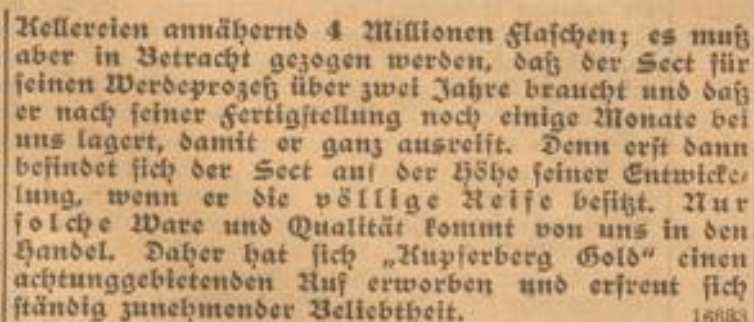 Kellereien annähernd 4 Millionen Flaschen; es muß
aber in Betracht gezogen werden, daß der Sect für
seinen Werdeprozeß über zwei Jahre braucht und daß
er nach seiner Fertigstellung noch einige Monate bei
uns lagert, damit er ganz ausreift. Denn erst dann
befindet sich der Sect auf der Höhe seiner Entwicke-
lung, wenn er die völlige Reife besitzt. Nur
solche Ware und Qualität kommt von uns in den
Handel. Daher hat sich „Kupferberg Gold“ einen
achtunggebietenden Ruf erworben und erfreut sich
ständig zunehmender Beliebtheit. 16683